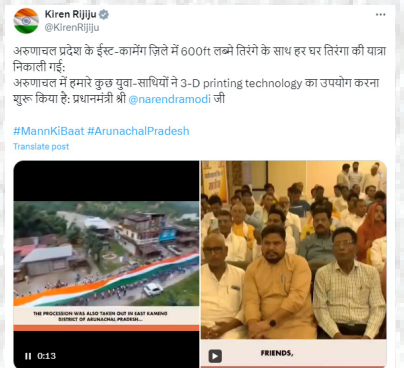 Kiren Rijiju
@KirenRijiju
अरुणाचल प्रदेश के ईस्ट-कामेंग ज़िले में 600ft लम्बे तिरंगे के साथ हर घर तिरंगा की यात्रा
निकाली गई:
अरुणाचल में हमारे कुछ युवा-साथियों ने 3-D printing technology का उपयोग करना
शुरू किया है: प्रधानमंत्री श्री @narendramodi जी
#MannKiBaat #ArunachalPradesh
Translate post
THE PROCESSION WAS ALSO TAKEN OUT IN EAST KAMENG
DISTRICT OF ARUNACHAL PRADESH...
0:13
FRIENDS,